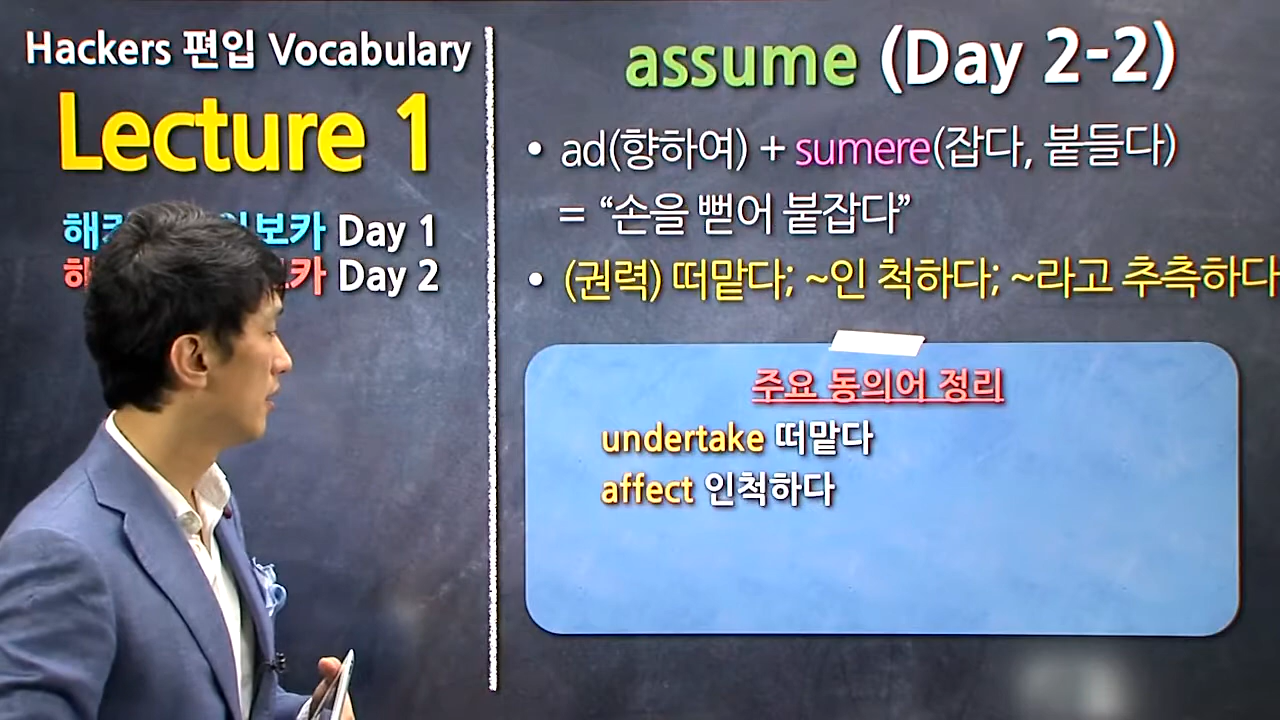 Hackers 편입 Vocabulary
Lecture 1
Day 1
Day 2
assume (Day 2-2)
• ad(향하여) + sumere(잡다, 붙들다)
= “손을 뻗어 붙잡다”
• (권력) 떠맡다; ~인 척하다; ~라고 추측하다
주요 동의어 정리
undertake 떠맡다
affect 인척하다